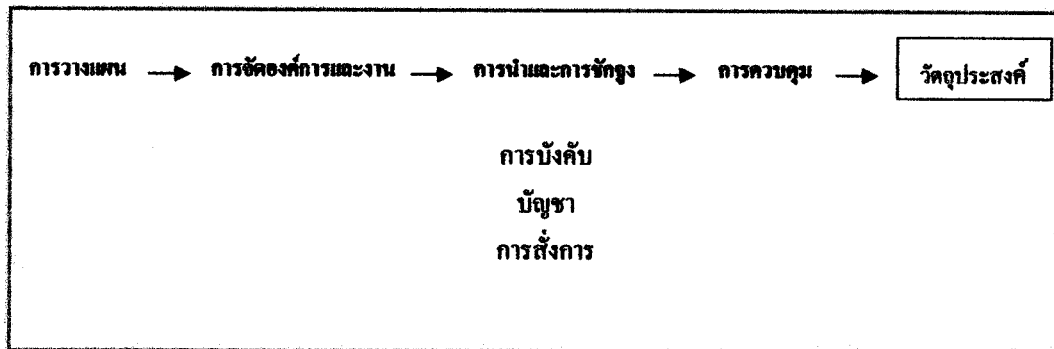 การวางแผน → การจัดองค์การและงาน → การนำและการชักจูง → การควบคุม → วัตถุประสงค์
การบังคับ
บัญชา
การสั่งการ